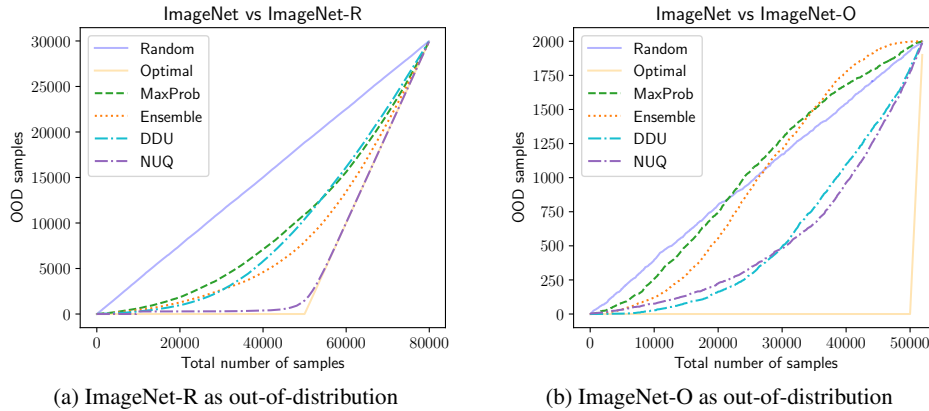 ImageNet vs ImageNet-R
OOD samples
30000
25000
20000
15000
10000
5000
0
Random
Optimal
MaxProb
Ensemble
DDU
NUQ
0 20000 40000 60000 80000
Total number of samples
(a) ImageNet-R as out-of-distribution
ImageNet vs ImageNet-O
OOD samples
2000
1750
1500
1250
1000
750
500
250
0
Random
Optimal
MaxProb
Ensemble
DDU
NUQ
0 10000 20000 30000 40000 50000
Total number of samples
(b) ImageNet-O as out-of-distribution